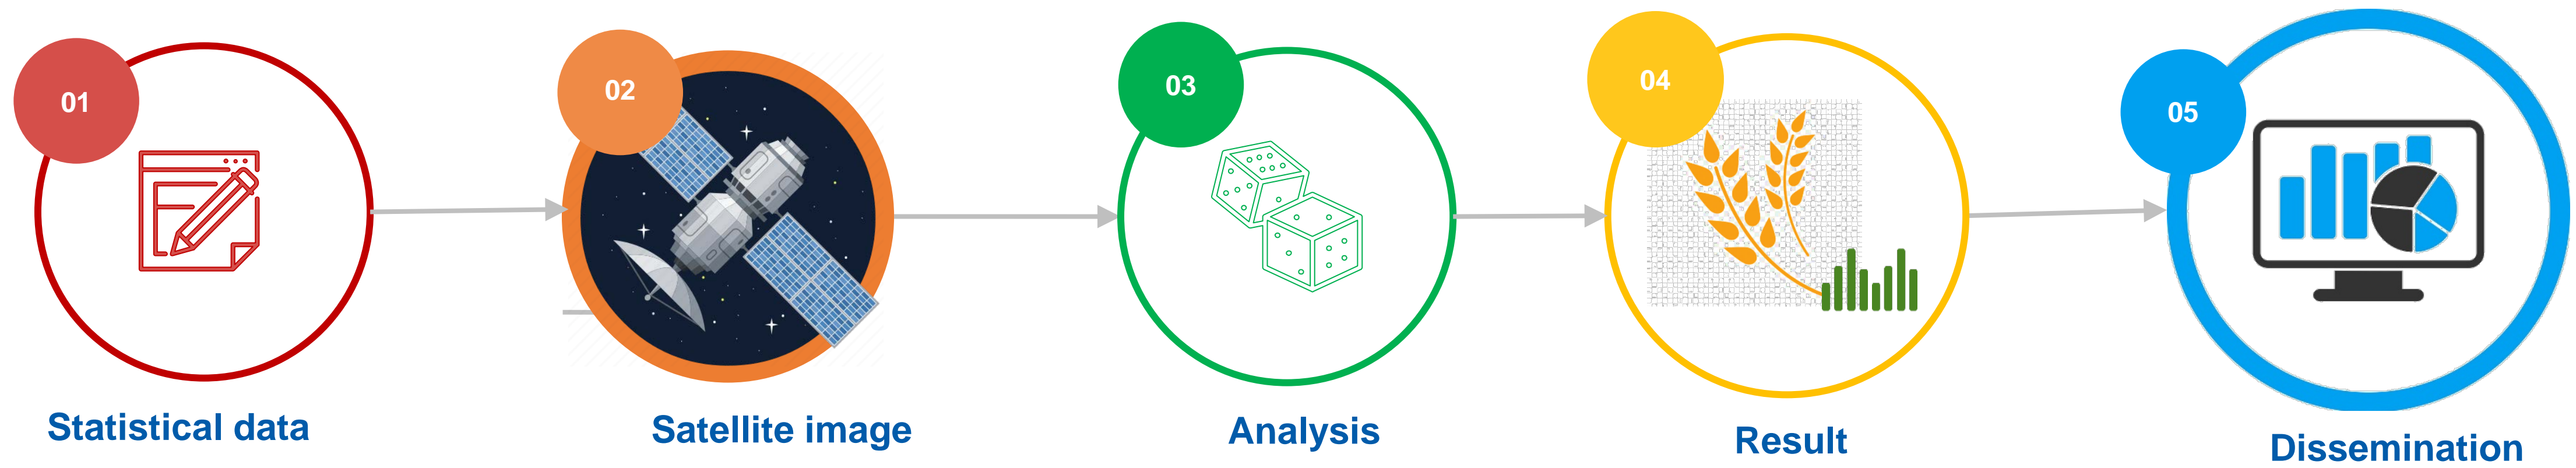 01
Statistical data
02
Satellite image
03
Analysis
04
Result
05
Dissemination